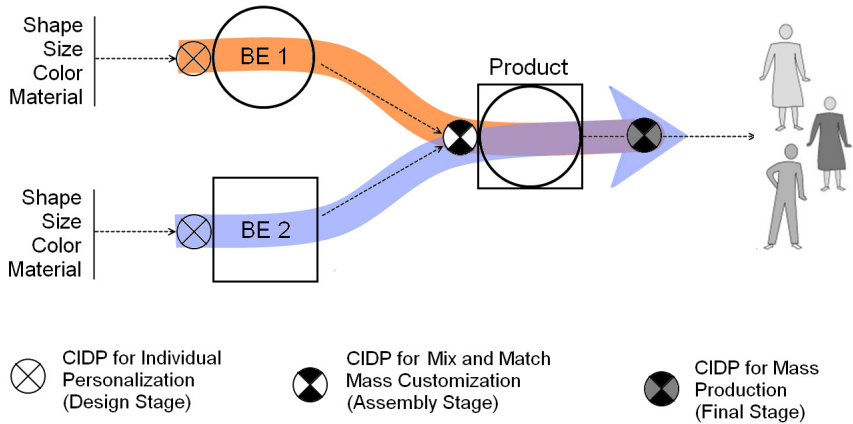 Shape
Size
Color
Material
BE 1
Product
Shape
Size
Color
Material
BE 2
CIDP for Individual
Personalization
(Design Stage)
CIDP for Mix and Match
Mass Customization
(Assembly Stage)
CIDP for Mass
Production
(Final Stage)